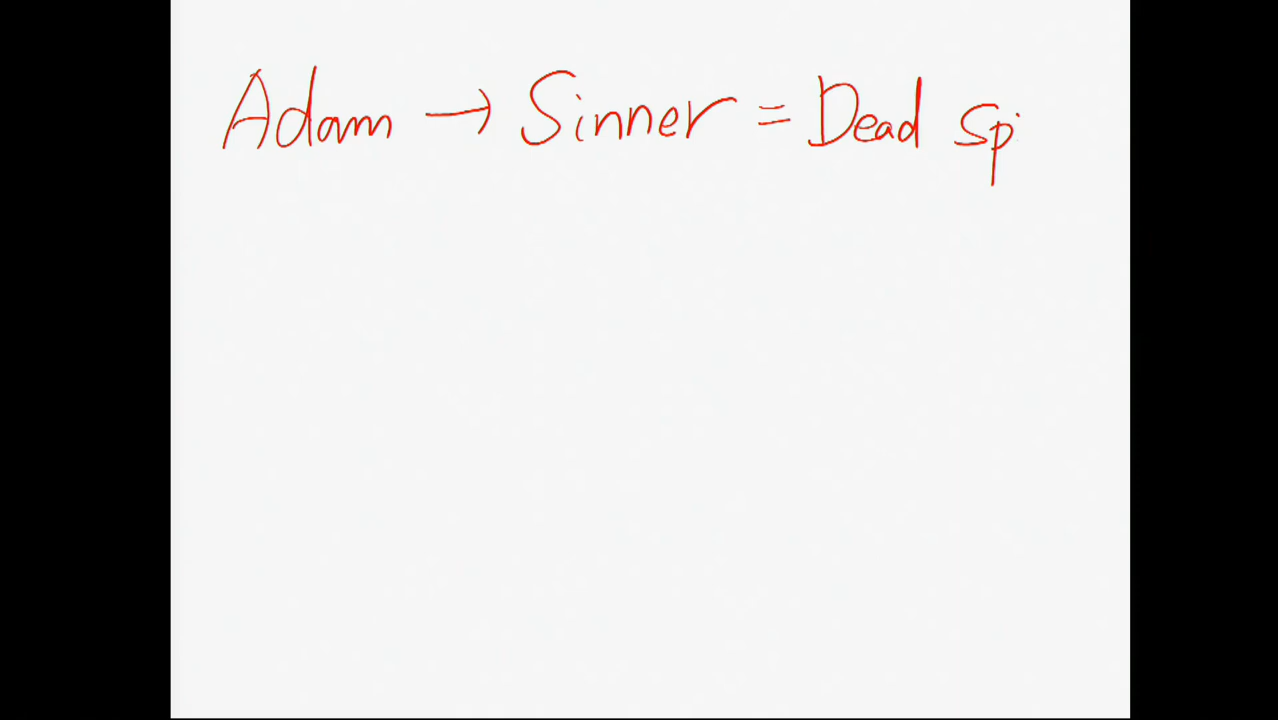 Adam → Sinner = Dead Sp